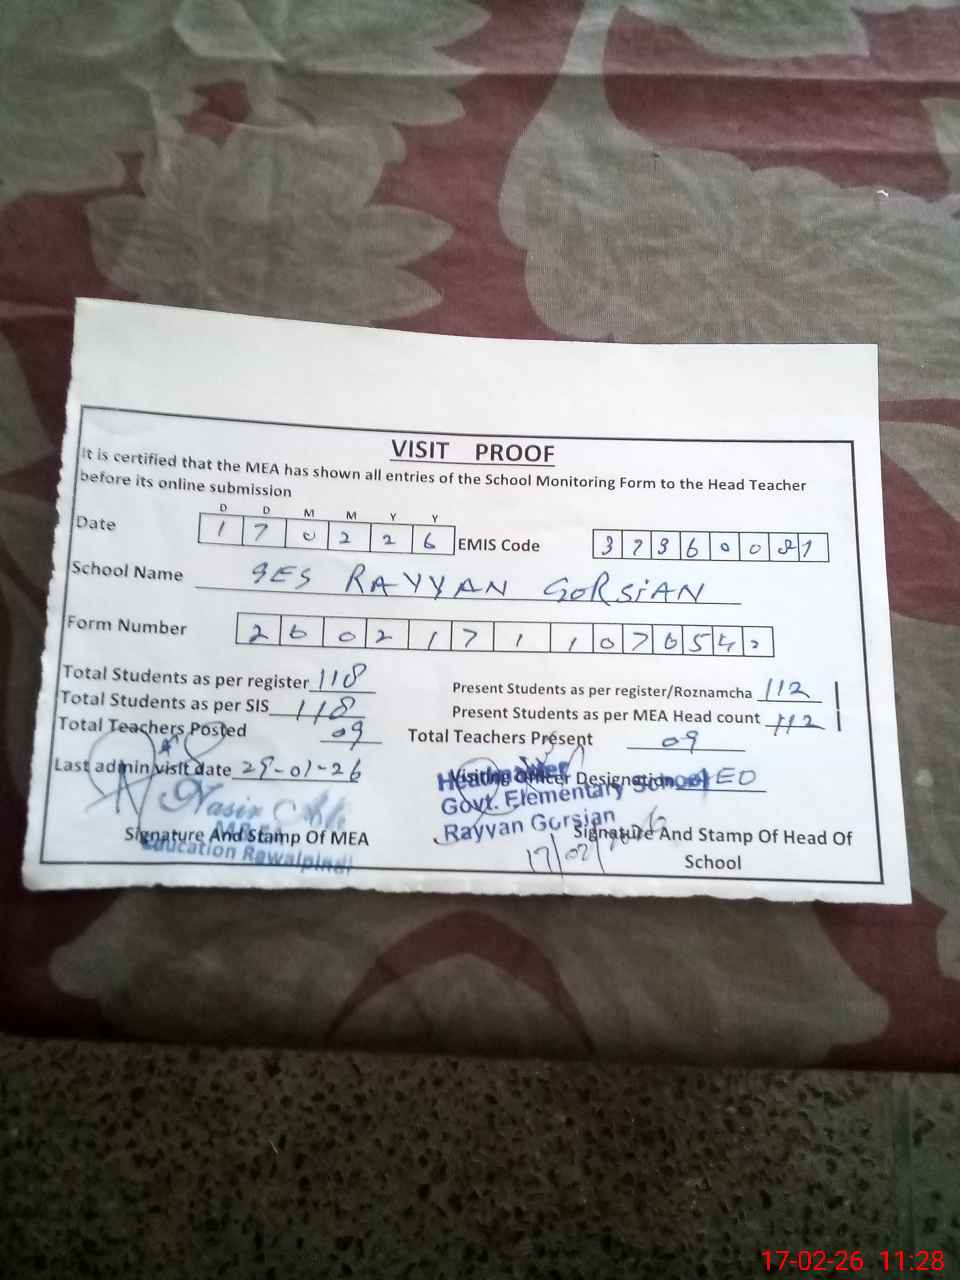 VISIT PROOF
It is certified that the MEA has shown all entries of the School Monitoring Form to the Head Teacher
before its online submission
D D M M Y Y
Date 1 7 0 2 2 6 EMIS Code 3 7 3 6 0 0 8 1
School Name GES RAYYAN GORSIAN
Form Number 2 6 0 2 1 7 1 1 0 7 6 5 4 2
Total Students as per register 118 Present Students as per register/Roznamcha 112
Total Students as per SIS 118 Present Students as per MEA Head count 112
Total Teachers Posted 09 Total Teachers Present 09
Last admin visit date 29-01-26 Visiting Officer Designation AEO
Headmaster
Govt. Elementary School
Rayyan Gorsian
Nasir
Education Rawalpindi
17/02/2026
Signature And Stamp Of MEA Signature And Stamp Of Head Of
School
17-02-26 11:28